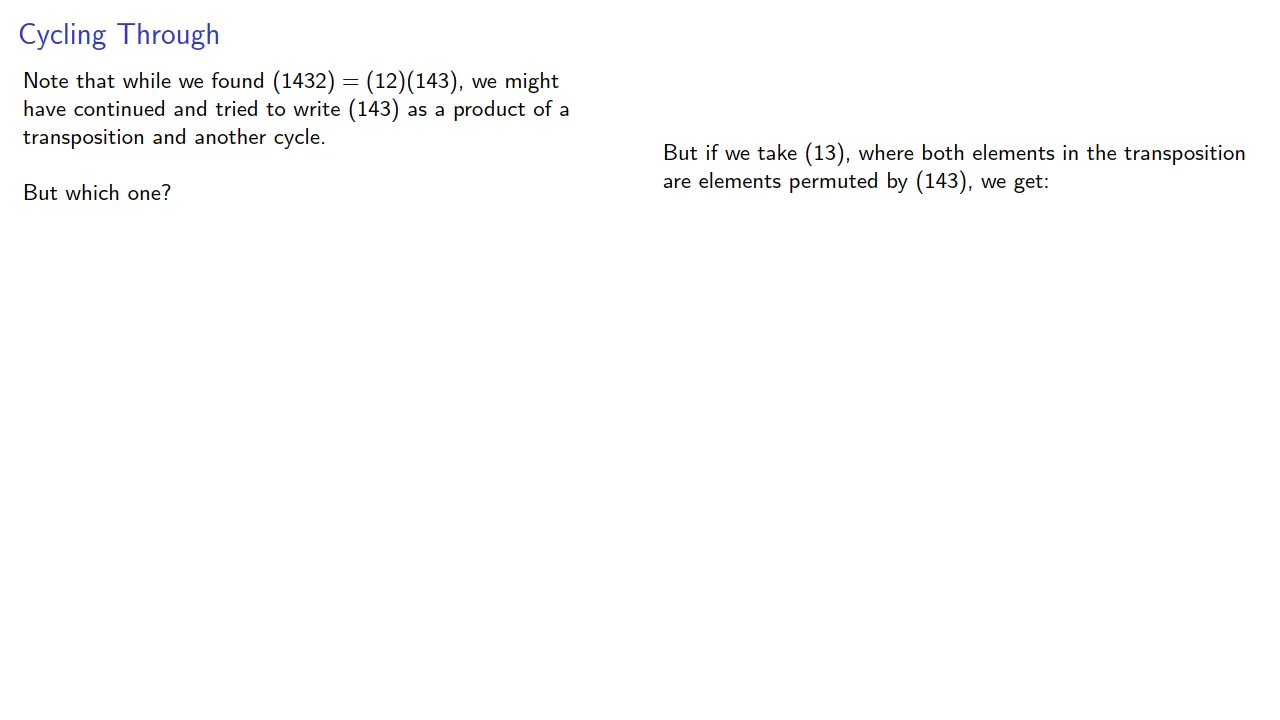 Cycling Through
Note that while we found (1432) = (12)(143), we might
have continued and tried to write (143) as a product of a
transposition and another cycle.
But which one?
But if we take (13), where both elements in the transposition
are elements permuted by (143), we get: